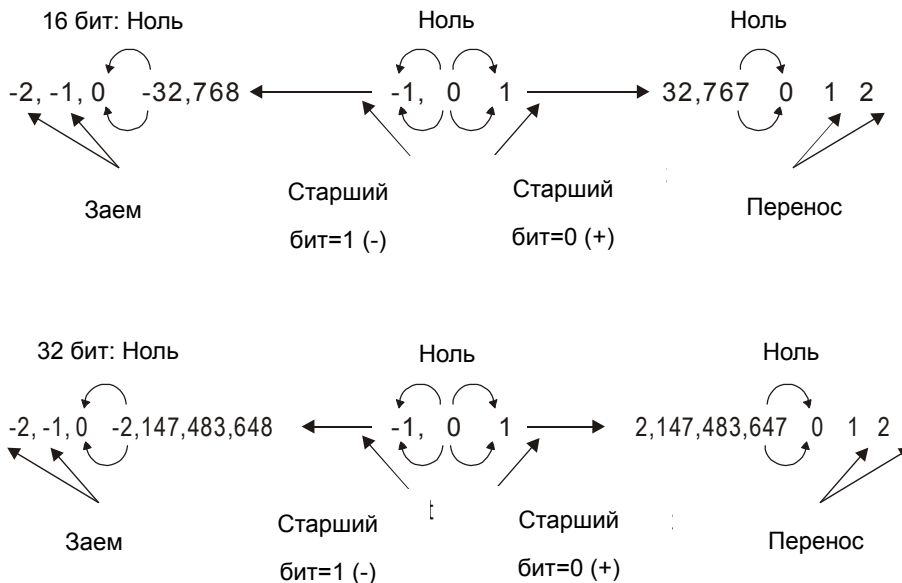 16 бит: Ноль Ноль Ноль
-2, -1, 0 -32,768 -1, 0 1 32,767 0 1 2
Заем Старший бит=1 (-) Старший бит=0 (+) Перенос
32 бит: Ноль Ноль Ноль
-2, -1, 0 -2,147,483,648 -1, 0 1 2,147,483,647 0 1 2
Заем Старший бит=1 (-) Старший бит=0 (+) Перенос